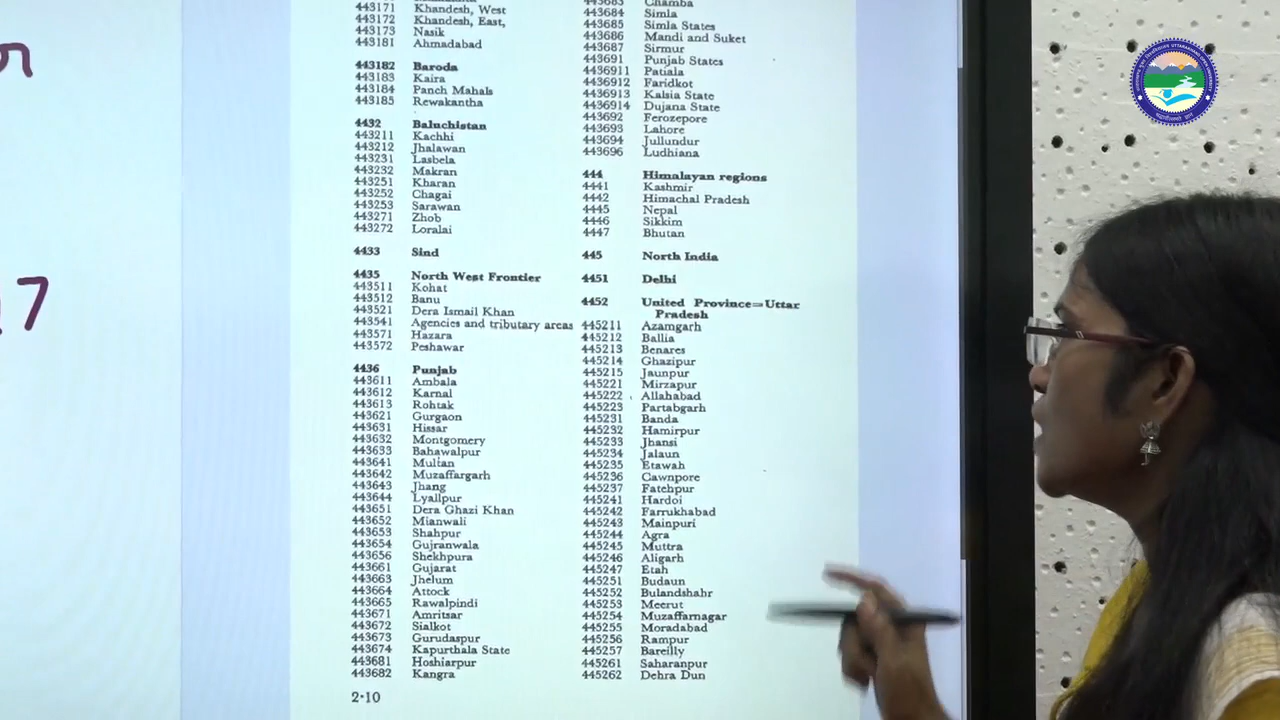 7
443171 Khandesh, West
443172 Khandesh, East,
443173 Nasik
443181 Ahmadabad
443182 Baroda
443183 Kaira
443184 Panch Mahals
443185 Rewakantha
4432 Baluchistan
443211 Kachhi
443212 Jhalawan
443231 Lasbela
443232 Makran
443251 Kharan
443252 Chagai
443253 Sarawan
443271 Zhob
443272 Loralai
4433 Sind
4435 North West Frontier
443511 Kohat
443512 Banu
443521 Dera Ismail Khan
443541 Agencies and tributary areas
443571 Hazara
443572 Peshawar
4436 Punjab
443611 Ambala
443612 Karnal
443613 Rohtak
443621 Gurgaon
443631 Hissar
443632 Montgomery
443633 Bahawalpur
443641 Multan
443642 Muzaffargarh
443643 Jhang
443644 Lyallpur
443651 Dera Ghazi Khan
443652 Mianwali
443653 Shahpur
443654 Gujranwala
443656 Shekhpura
443661 Gujarat
443663 Jhelum
443664 Attock
443665 Rawalpindi
443671 Amritsar
443672 Sialkot
443673 Gurudaspur
443674 Kapurthala State
443681 Hoshiarpur
443682 Kangra
2·10
443683 Chamba
443684 Simla
443685 Simla States
443686 Mandi and Suket
443687 Sirmur
443691 Punjab States
4436911 Patiala
4436912 Faridkot
4436913 Kalsia State
4436914 Dujana State
443692 Ferozepore
443693 Lahore
443694 Jullundur
443696 Ludhiana
444 Himalayan regions
4441 Kashmir
4442 Himachal Pradesh
4445 Nepal
4446 Sikkim
4447 Bhutan
445 North India
4451 Delhi
4452 United Province=Uttar
Pradesh
445211 Azamgarh
445212 Ballia
445213 Benares
445214 Ghazipur
445215 Jaunpur
445221 Mirzapur
445222 Allahabad
445223 Partabgarh
445231 Banda
445232 Hamirpur
445233 Jhansi
445234 Jalaun
445235 Etawah
445236 Cawnpore
445237 Fatehpur
445241 Hardoi
445242 Farrukhabad
445243 Mainpuri
445244 Agra
445245 Muttra
445246 Aligarh
445247 Etah
445251 Budaun
445252 Bulandshahr
445253 Meerut
445254 Muzaffarnagar
445255 Moradabad
445256 Rampur
445257 Bareilly
445261 Saharanpur
445262 Dehra Dun